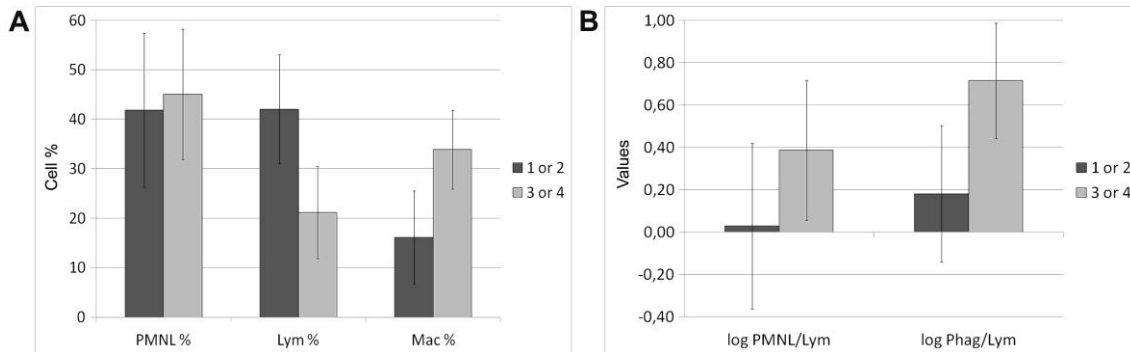 A
60
50
40
30
20
10
0
Cell %
PMNL %
Lym %
Mac %
1 or 2
3 or 4
B
1,00
0,80
0,60
0,40
0,20
0,00
-0,20
-0,40
Values
log PMNL/Lym
log Phag/Lym
1 or 2
3 or 4